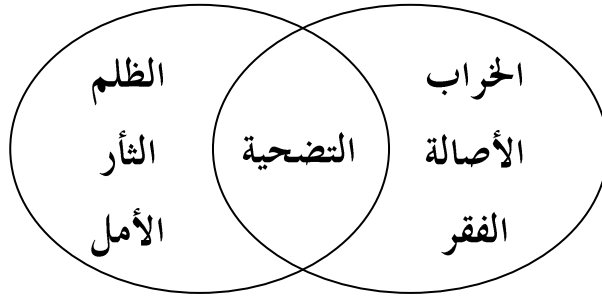 الخراب
الأصالة
الفقر
التضحية
الظلم
الثأر
الأمل